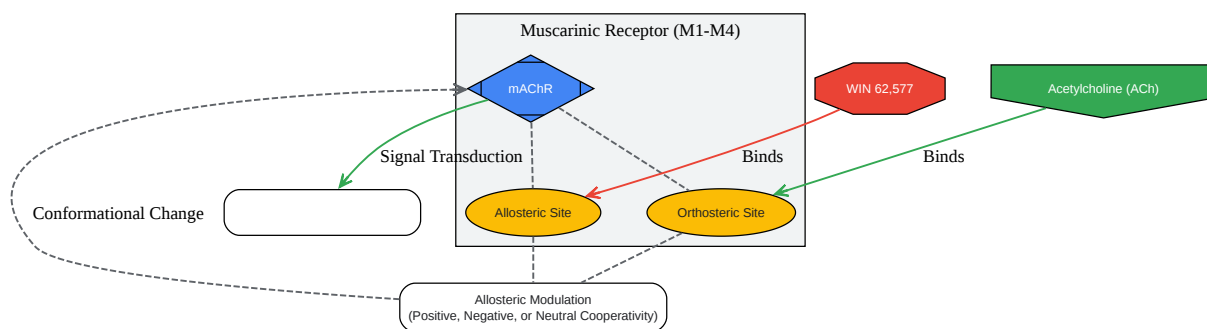 Muscarinic Receptor (M1-M4)
mAChR
WIN 62,577
Acetylcholine (ACh)
Signal Transduction
Binds
Binds
Conformational Change
Allosteric Site
Orthosteric Site
Allosteric Modulation
(Positive, Negative, or Neutral Cooperativity)